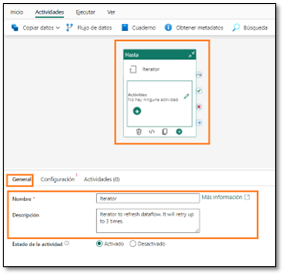 Inicio Actividades Ejecutar Ver
Copiar datos Flujo de datos Cuaderno Obtener metadatos Búsqueda
Hasta
Iterator
Activities
No hay ninguna actividad
General Configuración 1 Actividades (0)
Nombre * Iterator Más información
Descripción Iterator to refresh dataflow. It will retry
up to 3 times.
Estado de la actividad Activado Desactivado